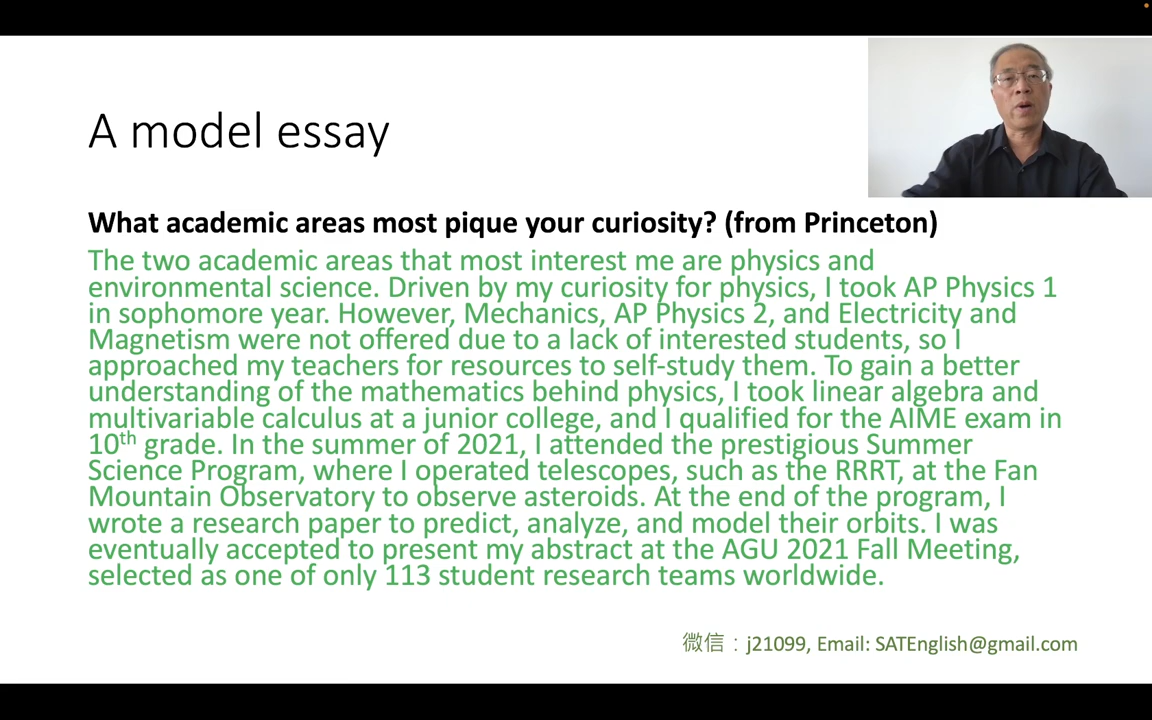 A model essay
What academic areas most pique your curiosity? (from Princeton)
The two academic areas that most interest me are physics and
environmental science. Driven by my curiosity for physics, I took AP Physics 1
in sophomore year. However, Mechanics, AP Physics 2, and Electricity and
Magnetism were not offered due to a lack of interested students, so I
approached my teachers for resources to self-study them. To gain a better
understanding of the mathematics behind physics, I took linear algebra and
multivariable calculus at a junior college, and I qualified for the AIME exam in
10th grade. In the summer of 2021, I attended the prestigious Summer
Science Program, where I operated telescopes, such as the RRRT, at the Fan
Mountain Observatory to observe asteroids. At the end of the program, I
wrote a research paper to predict, analyze, and model their orbits. I was
eventually accepted to present my abstract at the AGU 2021 Fall Meeting,
selected as one of only 113 student research teams worldwide.
微信：j21099, Email: SATEnglish@gmail.com